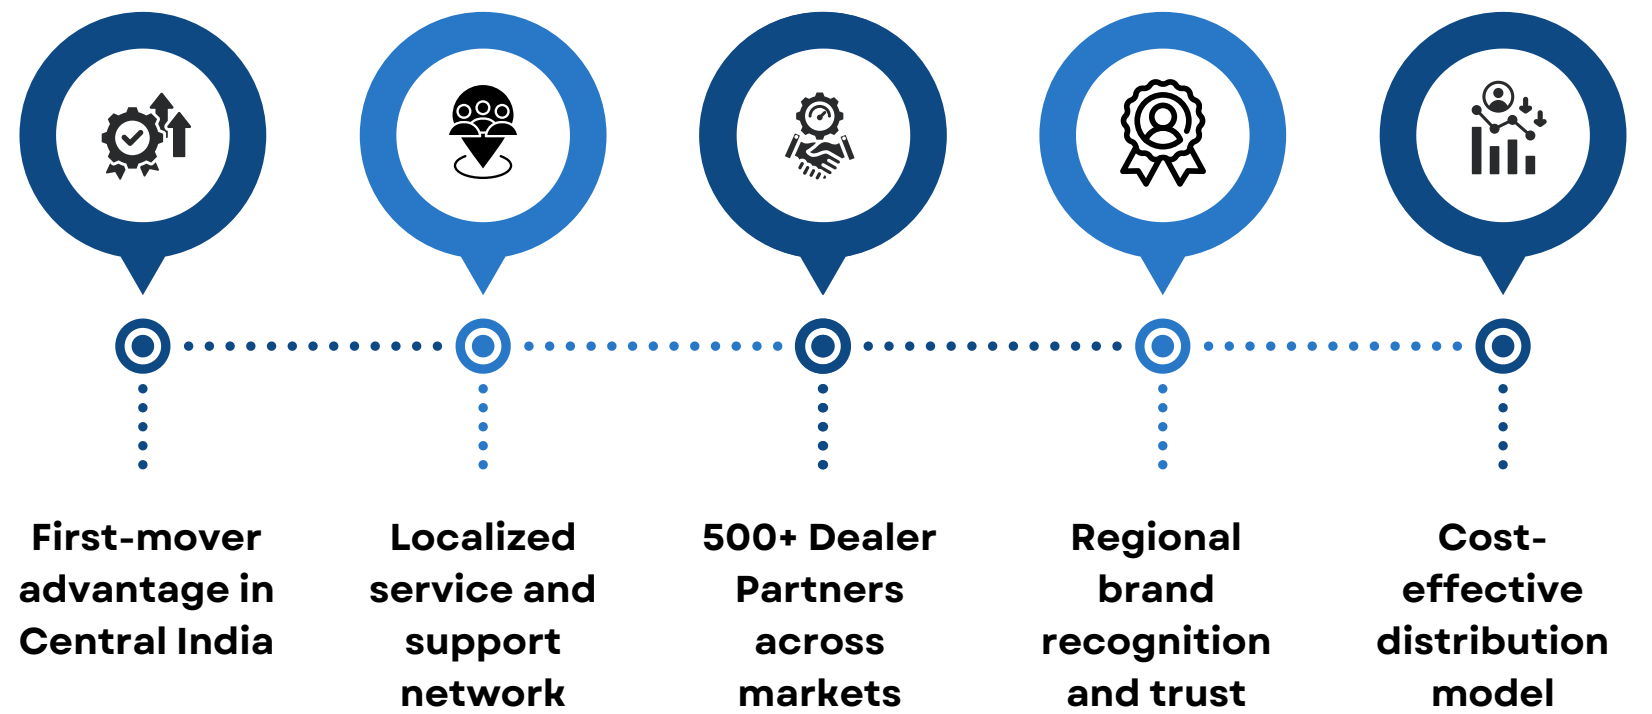 First-mover
advantage in
Central India
Localized
service and
support
network
500+ Dealer
Partners
across
markets
Regional
brand
recognition
and trust
Cost-
effective
distribution
model